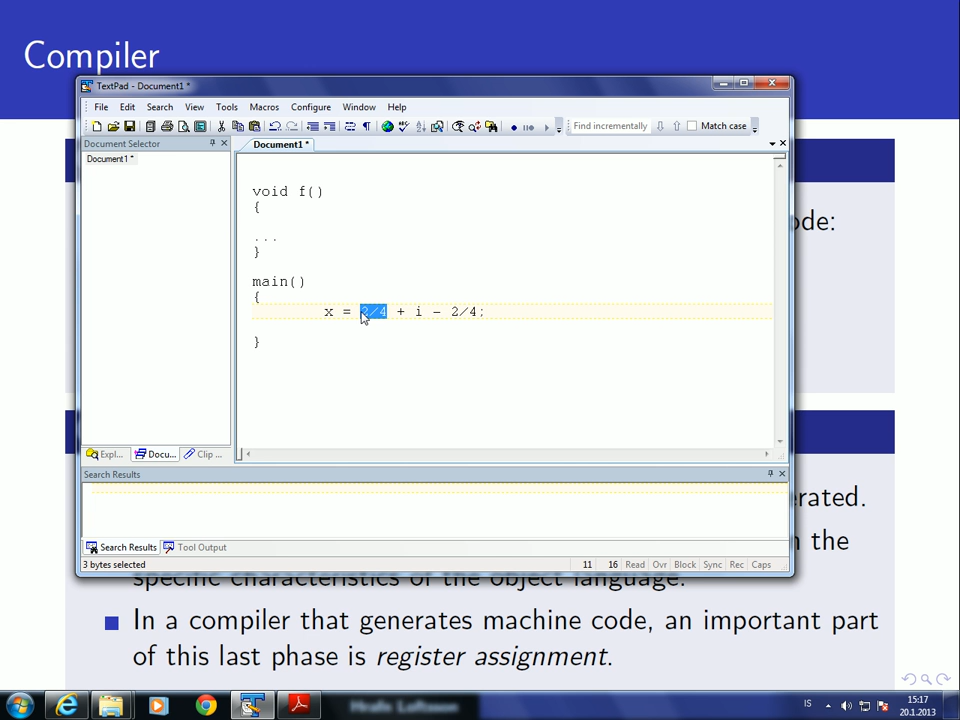 Compiler
TextPad - Document1 *
File Edit Search View Tools Macros Configure Window Help
Find incrementally Match case
Document Selector
Document1 *
Document1 *
void f()
{
...
}
main()
{
x = 2/4 + i - 2/4;
}
ode:
Expl... Docu... Clip ...
Search Results
erated.
n the
Search Results Tool Output
3 bytes selected 11 16 Read Ovr Block Sync Rec Caps
specific characteristics of the object language.
In a compiler that generates machine code, an important part
of this last phase is register assignment.
Hrafn Loftsson
IS
15:17
20.1.2013